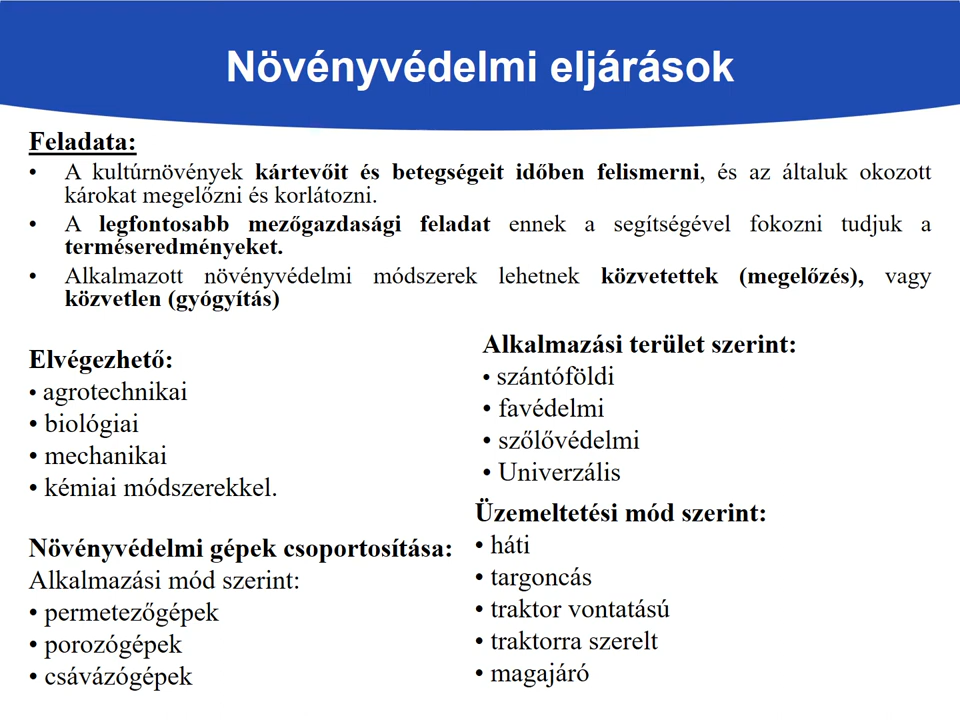 Növényvédelmi eljárások
Feladata:
• A kultúrnövények kártevőit és betegségeit időben felismerni, és az általuk okozott
károkat megelőzni és korlátozni.
• A legfontosabb mezőgazdasági feladat ennek a segítségével fokozni tudjuk a
terméseredményeket.
• Alkalmazott növényvédelmi módszerek lehetnek közvetettek (megelőzés), vagy
közvetlen (gyógyítás)
Elvégezhető:
• agrotechnikai
• biológiai
• mechanikai
• kémiai módszerekkel.
Növényvédelmi gépek csoportosítása:
Alkalmazási mód szerint:
• permetezőgépek
• porozógépek
• csávázógépek
Alkalmazási terület szerint:
• szántóföldi
• favédelmi
• szőlővédelmi
• Univerzális
Üzemeltetési mód szerint:
• háti
• targoncás
• traktor vontatású
• traktorra szerelt
• magajáró